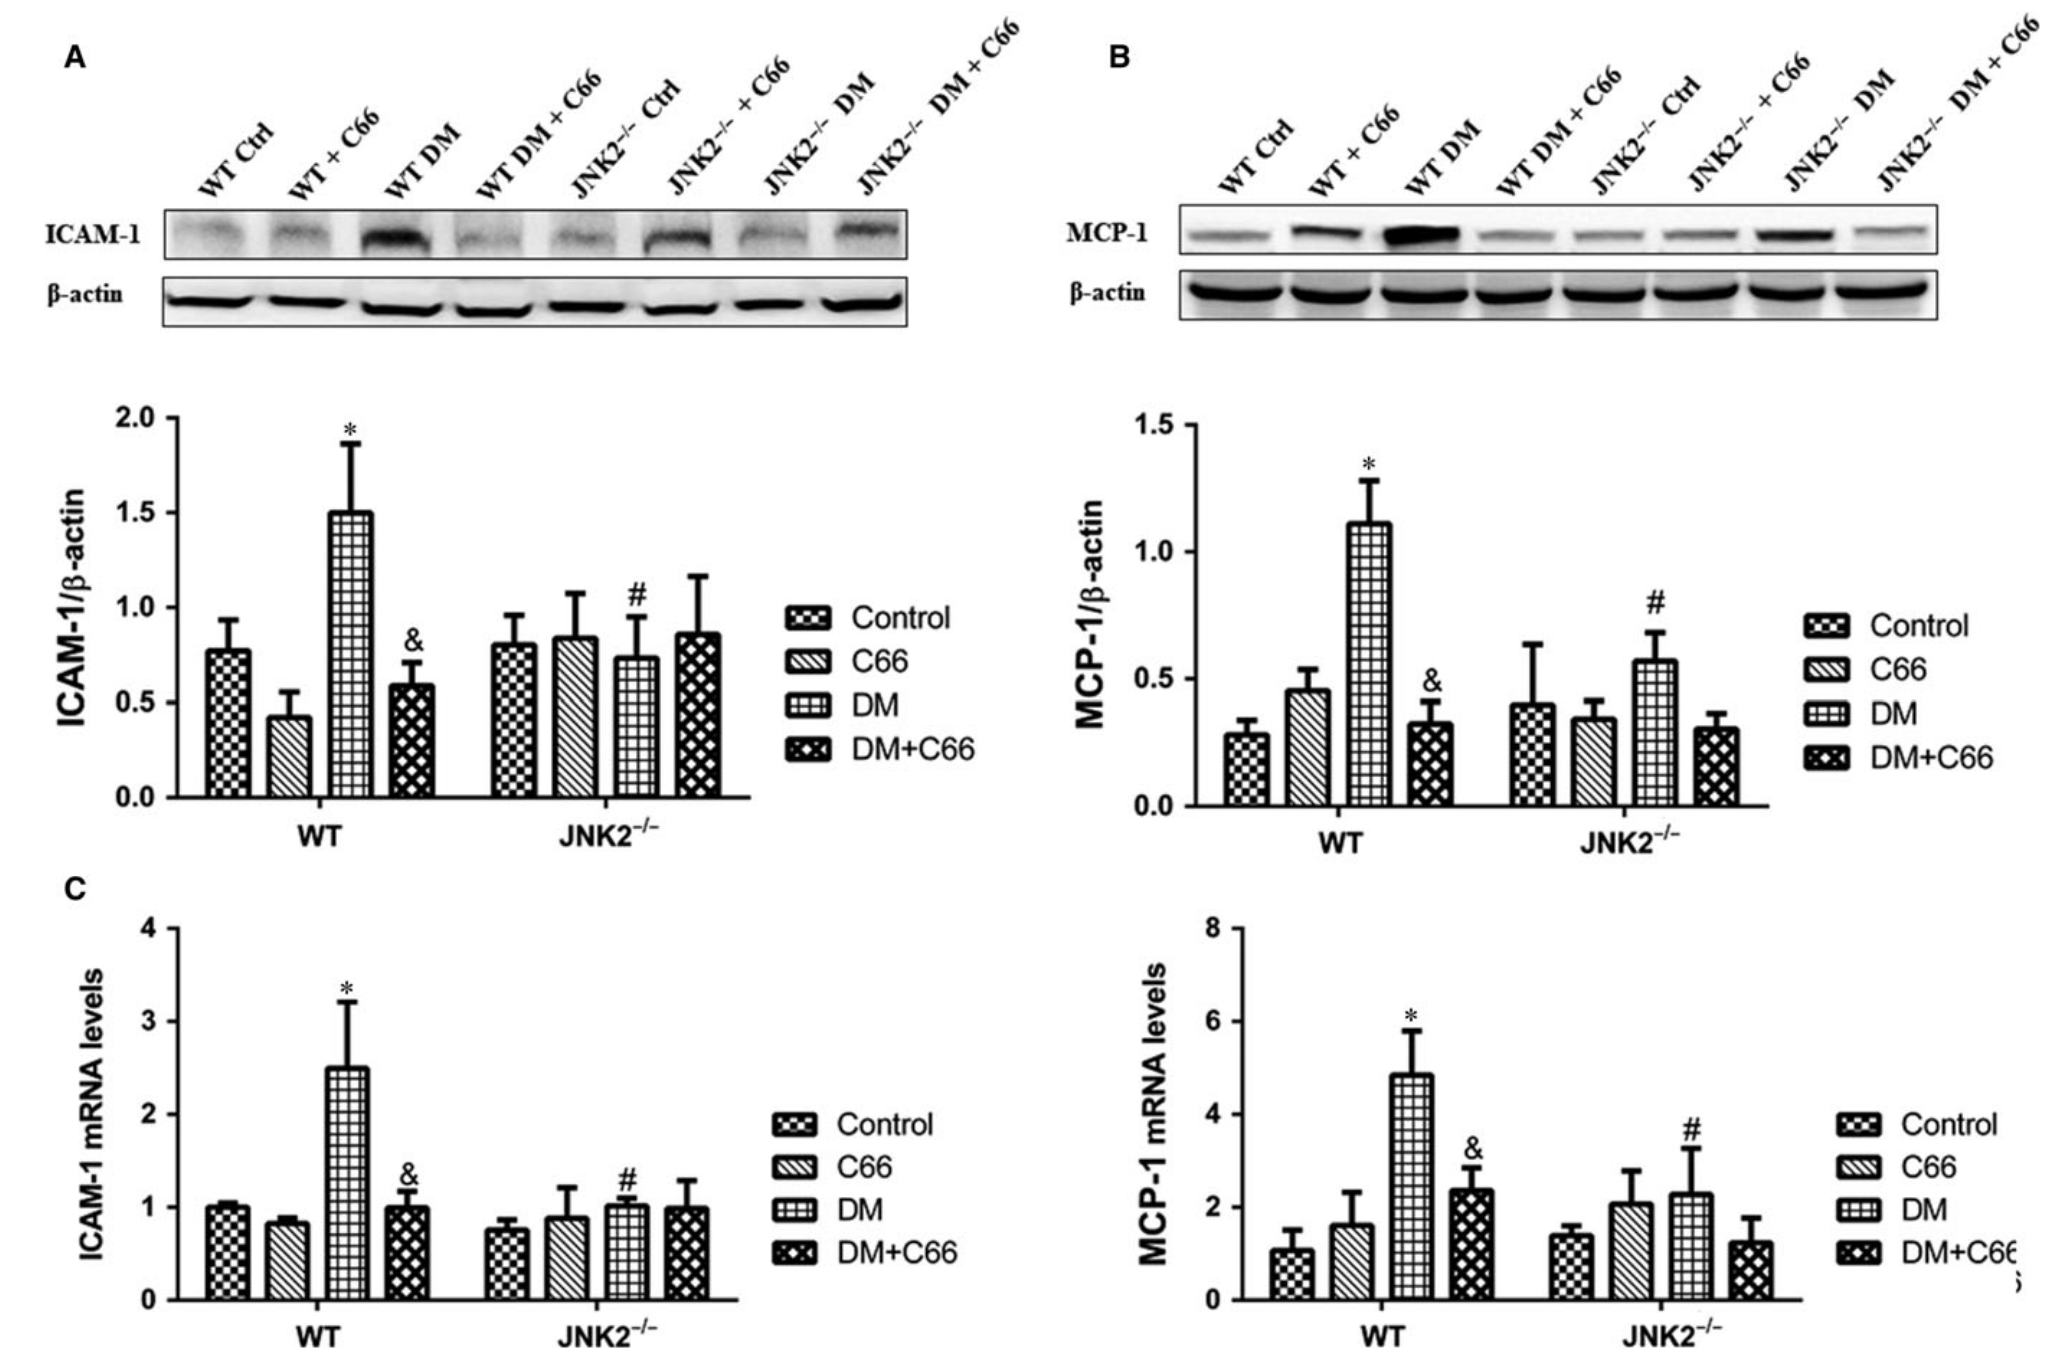 A
WT Ctrl
WT + C66
WT DM
WT DM + C66
JNK2⁻/⁻ Ctrl
JNK2⁻/⁻ + C66
JNK2⁻/⁻ DM
JNK2⁻/⁻ DM + C66
ICAM-1
β-actin
2.0
1.5
1.0
0.5
0.0
ICAM-1/β-actin
*
&
#
WT
JNK2⁻/⁻
Control
C66
DM
DM+C66
B
WT Ctrl
WT + C66
WT DM
WT DM + C66
JNK2⁻/⁻ Ctrl
JNK2⁻/⁻ + C66
JNK2⁻/⁻ DM
JNK2⁻/⁻ DM + C66
MCP-1
β-actin
1.5
1.0
0.5
0.0
MCP-1/β-actin
*
&
#
WT
JNK2⁻/⁻
Control
C66
DM
DM+C66
C
4
3
2
1
0
ICAM-1 mRNA levels
*
&
#
WT
JNK2⁻/⁻
Control
C66
DM
DM+C66
8
6
4
2
0
MCP-1 mRNA levels
*
&
#
WT
JNK2⁻/⁻
Control
C66
DM
DM+C66